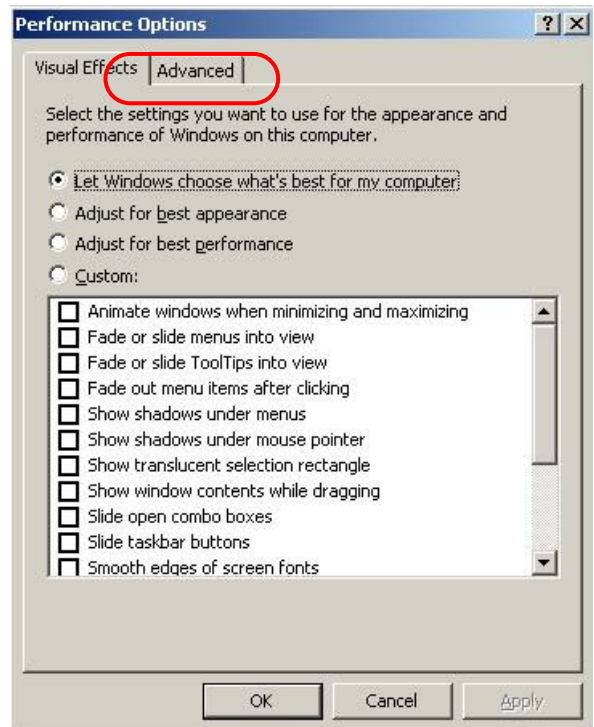 Performance Options
Visual Effects
Advanced
Select the settings you want to use for the appearance and
performance of Windows on this computer.
Let Windows choose what's best for my computer
Adjust for best appearance
Adjust for best performance
Custom:
Animate windows when minimizing and maximizing
Fade or slide menus into view
Fade or slide ToolTips into view
Fade out menu items after clicking
Show shadows under menus
Show shadows under mouse pointer
Show translucent selection rectangle
Show window contents while dragging
Slide open combo boxes
Slide taskbar buttons
Smooth edges of screen fonts
OK
Cancel
Apply